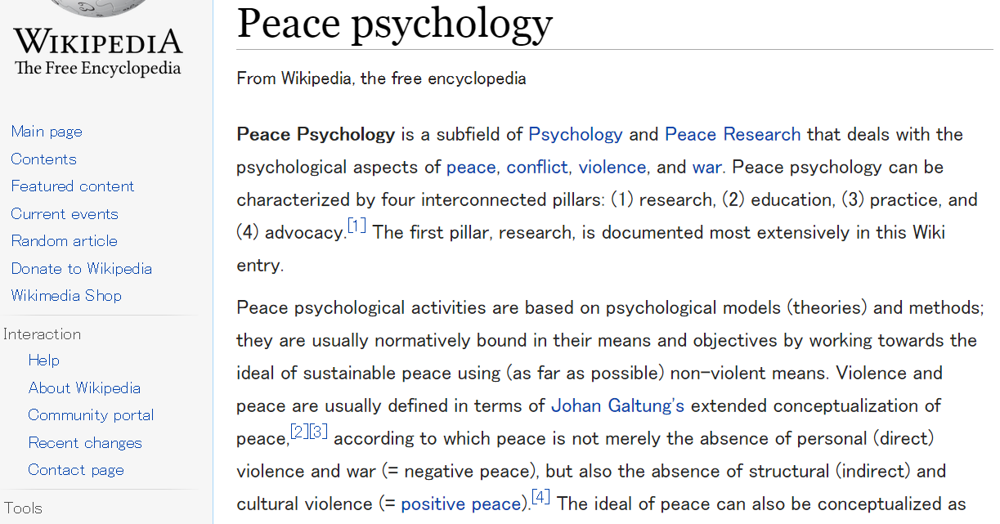 WIKIPEDIA
The Free Encyclopedia
Main page
Contents
Featured content
Current events
Random article
Donate to Wikipedia
Wikimedia Shop
Interaction
Help
About Wikipedia
Community portal
Recent changes
Contact page
Tools
Peace psychology
From Wikipedia, the free encyclopedia
Peace Psychology is a subfield of Psychology and Peace Research that deals with the
psychological aspects of peace, conflict, violence, and war. Peace psychology can be
characterized by four interconnected pillars: (1) research, (2) education, (3) practice, and
(4) advocacy.[1] The first pillar, research, is documented most extensively in this Wiki
entry.
Peace psychological activities are based on psychological models (theories) and methods;
they are usually normatively bound in their means and objectives by working towards the
ideal of sustainable peace using (as far as possible) non-violent means. Violence and
peace are usually defined in terms of Johan Galtung's extended conceptualization of
peace,[2][3] according to which peace is not merely the absence of personal (direct)
violence and war (= negative peace), but also the absence of structural (indirect) and
cultural violence (= positive peace).[4] The ideal of peace can also be conceptualized as